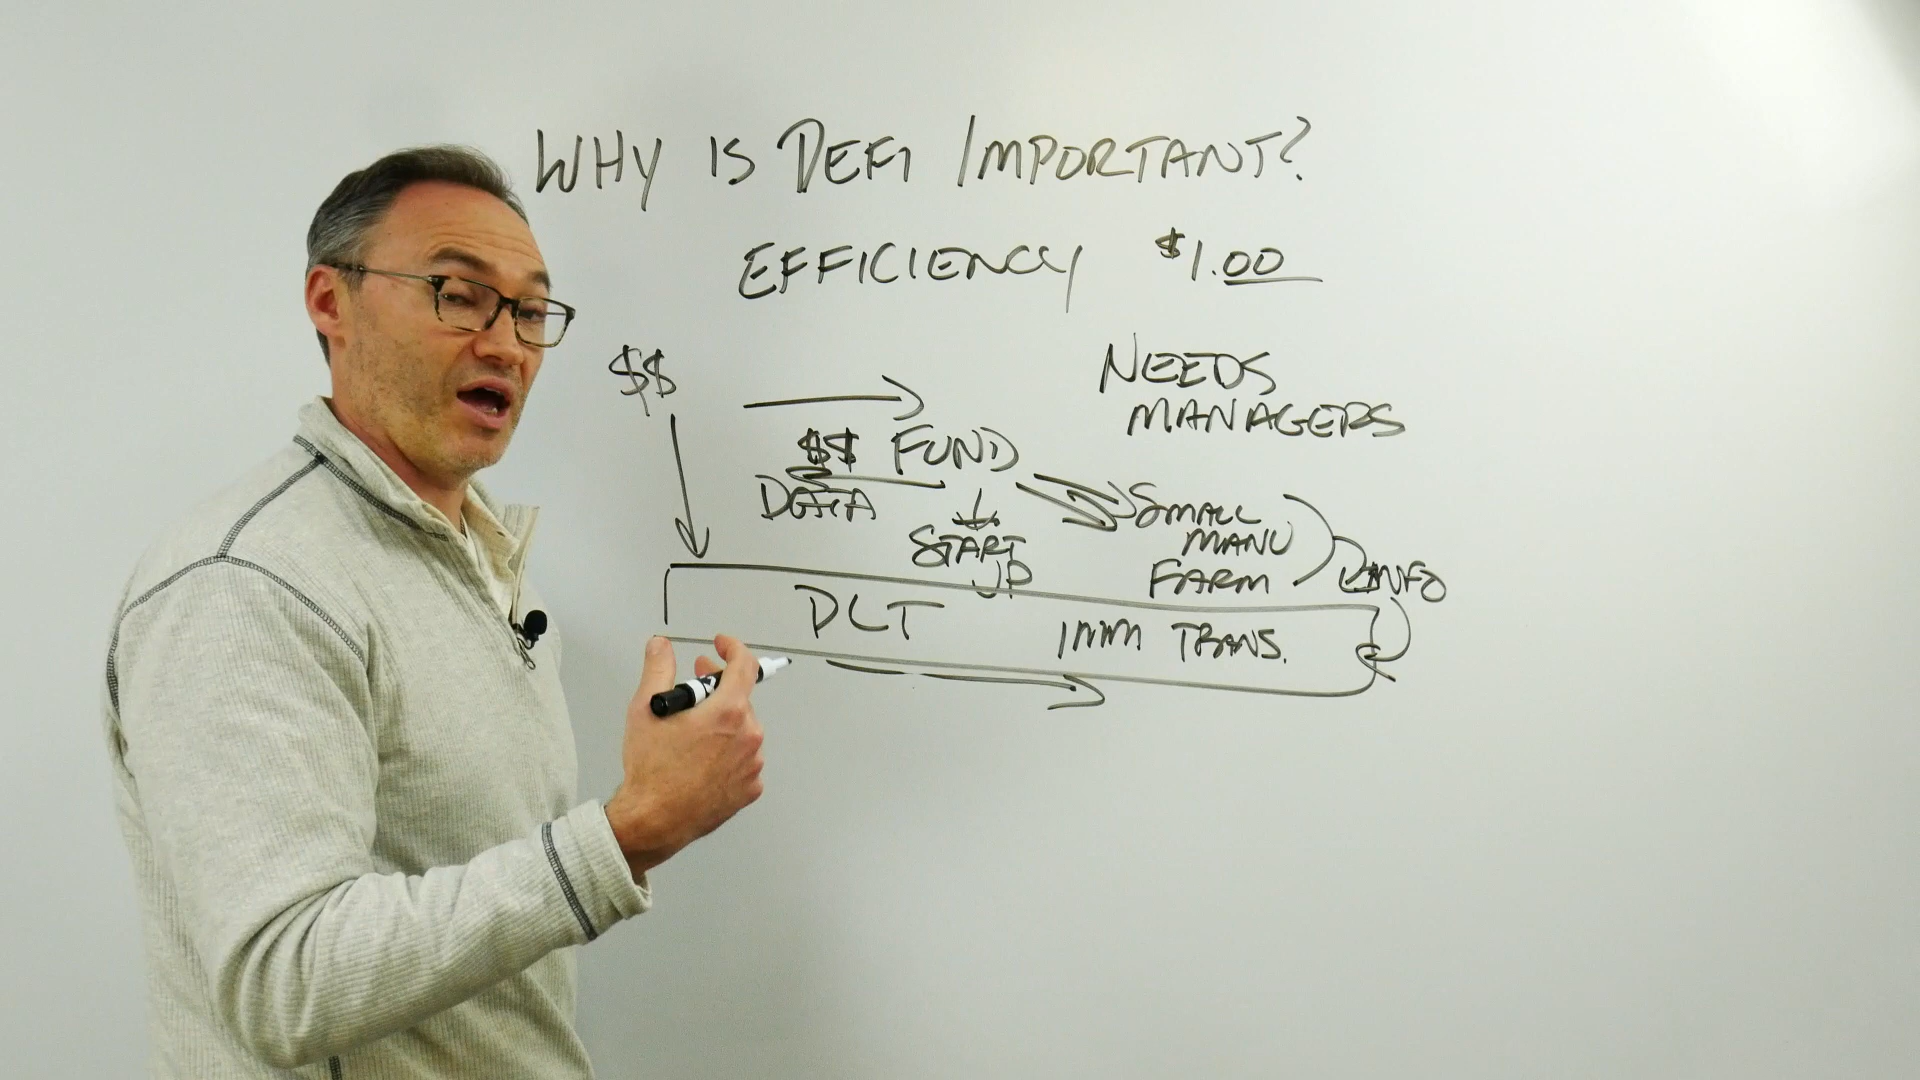 WHY IS DEFI IMPORTANT?
EFFICIENCY $1.00
$$
NEEDS
MANAGERS
$$ FUND
DATA
START
UP
SMALL
MANU
FARM
INFO
DLT
IMM TRANS.